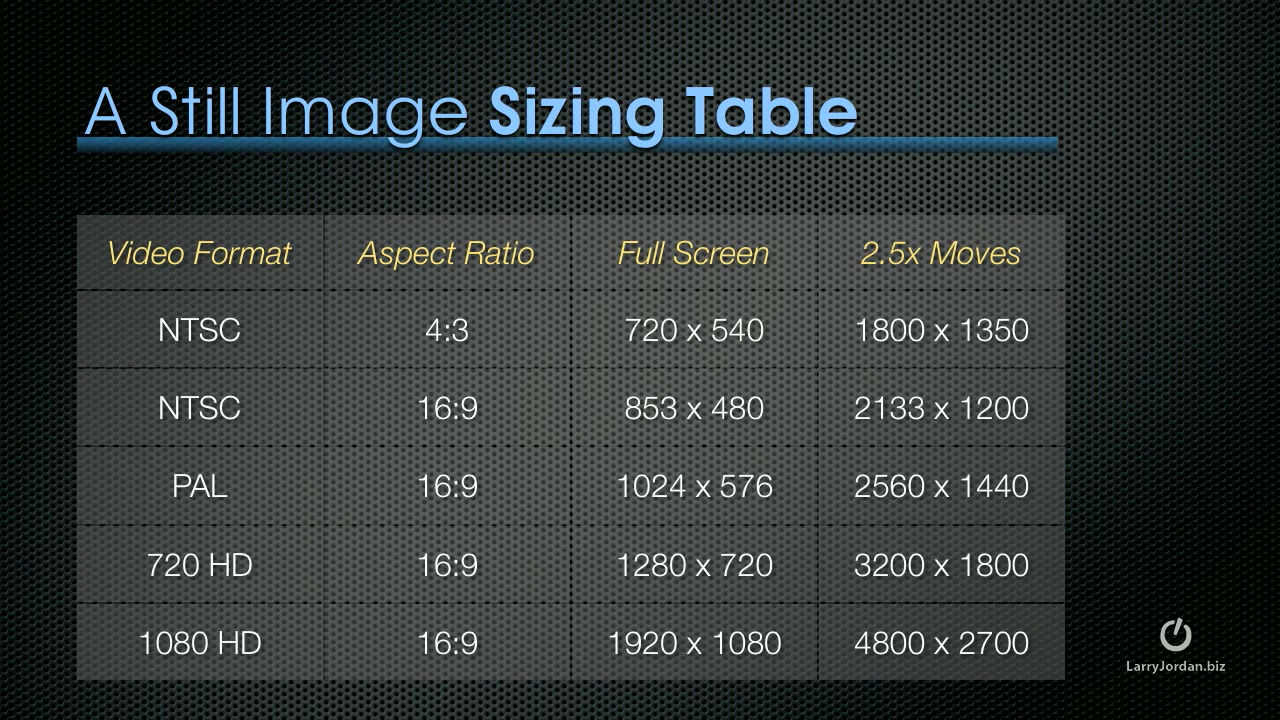 A Still Image Sizing Table
Video Format Aspect Ratio Full Screen 2.5x Moves
NTSC 4:3 720 x 540 1800 x 1350
NTSC 16:9 853 x 480 2133 x 1200
PAL 16:9 1024 x 576 2560 x 1440
720 HD 16:9 1280 x 720 3200 x 1800
1080 HD 16:9 1920 x 1080 4800 x 2700
LarryJordan.biz